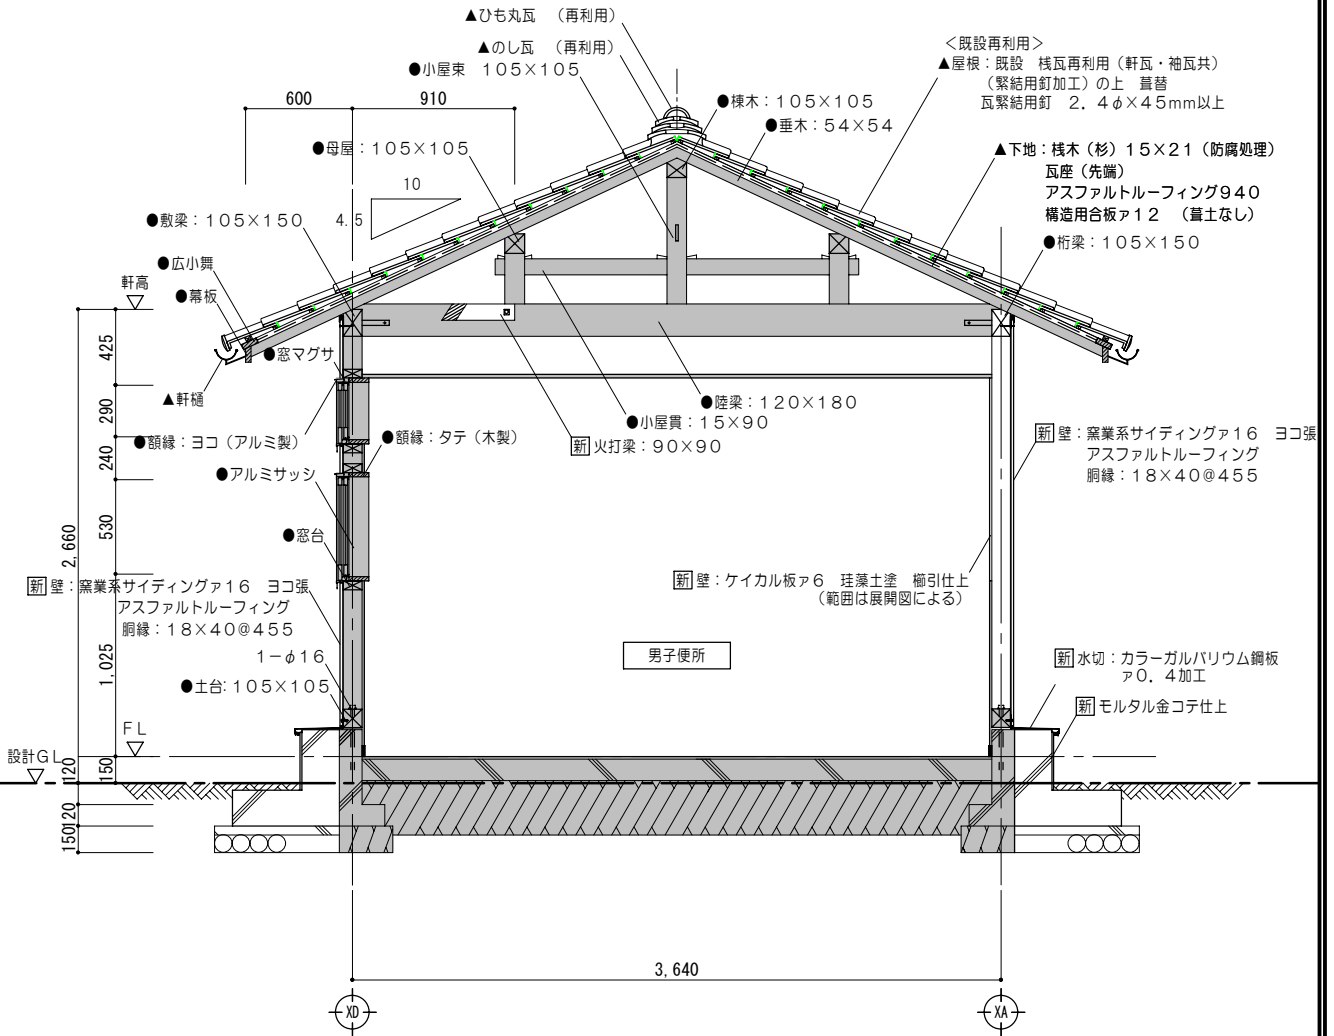 ▲ひも丸瓦 （再利用）
▲のし瓦 （再利用）
●小屋束 105×105
＜既設再利用＞
▲屋根：既設 桟瓦再利用（軒瓦・袖瓦共）
（緊結用釘加工）の上 葺替
瓦緊結用釘 2．4φ×45mm以上
600
910
●棟木：105×105
●垂木：54×54
●母屋：105×105
▲下地：桟木（杉）15×21（防腐処理）
瓦座（先端）
アスファルトルーフィング940
構造用合板ァ12 （葺土なし）
10
4.5
●敷梁：105×150
●桁梁：105×150
●広小舞
軒高
●幕板
425
●窓マグサ
▲軒樋
290
●陸梁：120×180
●小屋貫：15×90
新 火打梁：90×90
●額縁：ヨコ（アルミ製）
●額縁：タテ（木製）
新 壁：窯業系サイディングァ16 ヨコ張
アスファルトルーフィング
胴縁：18×40@455
240
●アルミサッシ
530
2,660
●窓台
新 壁：窯業系サイディングァ16 ヨコ張
アスファルトルーフィング
胴縁：18×40@455
新 壁：ケイカル板ァ6 珪藻土塗 櫛引仕上
（範囲は展開図による）
1,025
1−φ16
●土台：105×105
男子便所
新 水切：カラーガルバリウム鋼板
ァ0．4加工
新 モルタル金コテ仕上
FL
設計GL
120
150
120
150
3,640
XD
XA